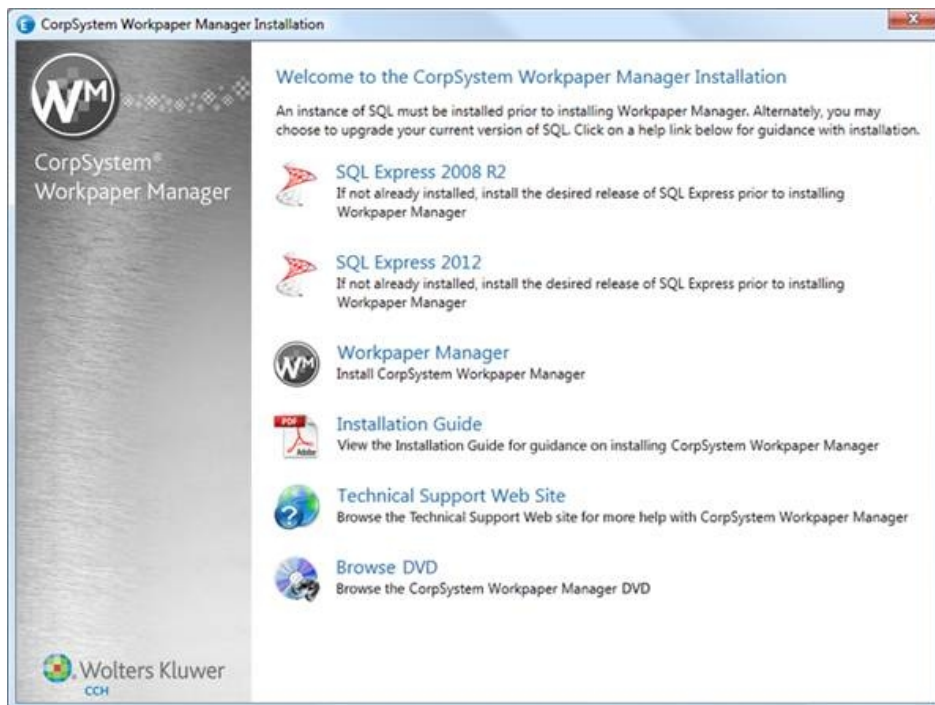 CorpSystem Workpaper Manager Installation
WM
CorpSystem®
Workpaper Manager
Welcome to the CorpSystem Workpaper Manager Installation
An instance of SQL must be installed prior to installing Workpaper Manager. Alternately, you may
choose to upgrade your current version of SQL. Click on a help link below for guidance with installation.
SQL Express 2008 R2
If not already installed, install the desired release of SQL Express prior to installing
Workpaper Manager
SQL Express 2012
If not already installed, install the desired release of SQL Express prior to installing
Workpaper Manager
WM
Workpaper Manager
Install CorpSystem Workpaper Manager
PDF
Adobe
Installation Guide
View the Installation Guide for guidance on installing CorpSystem Workpaper Manager
Technical Support Web Site
Browse the Technical Support Web site for more help with CorpSystem Workpaper Manager
Browse DVD
Browse the CorpSystem Workpaper Manager DVD
Wolters Kluwer
CCH